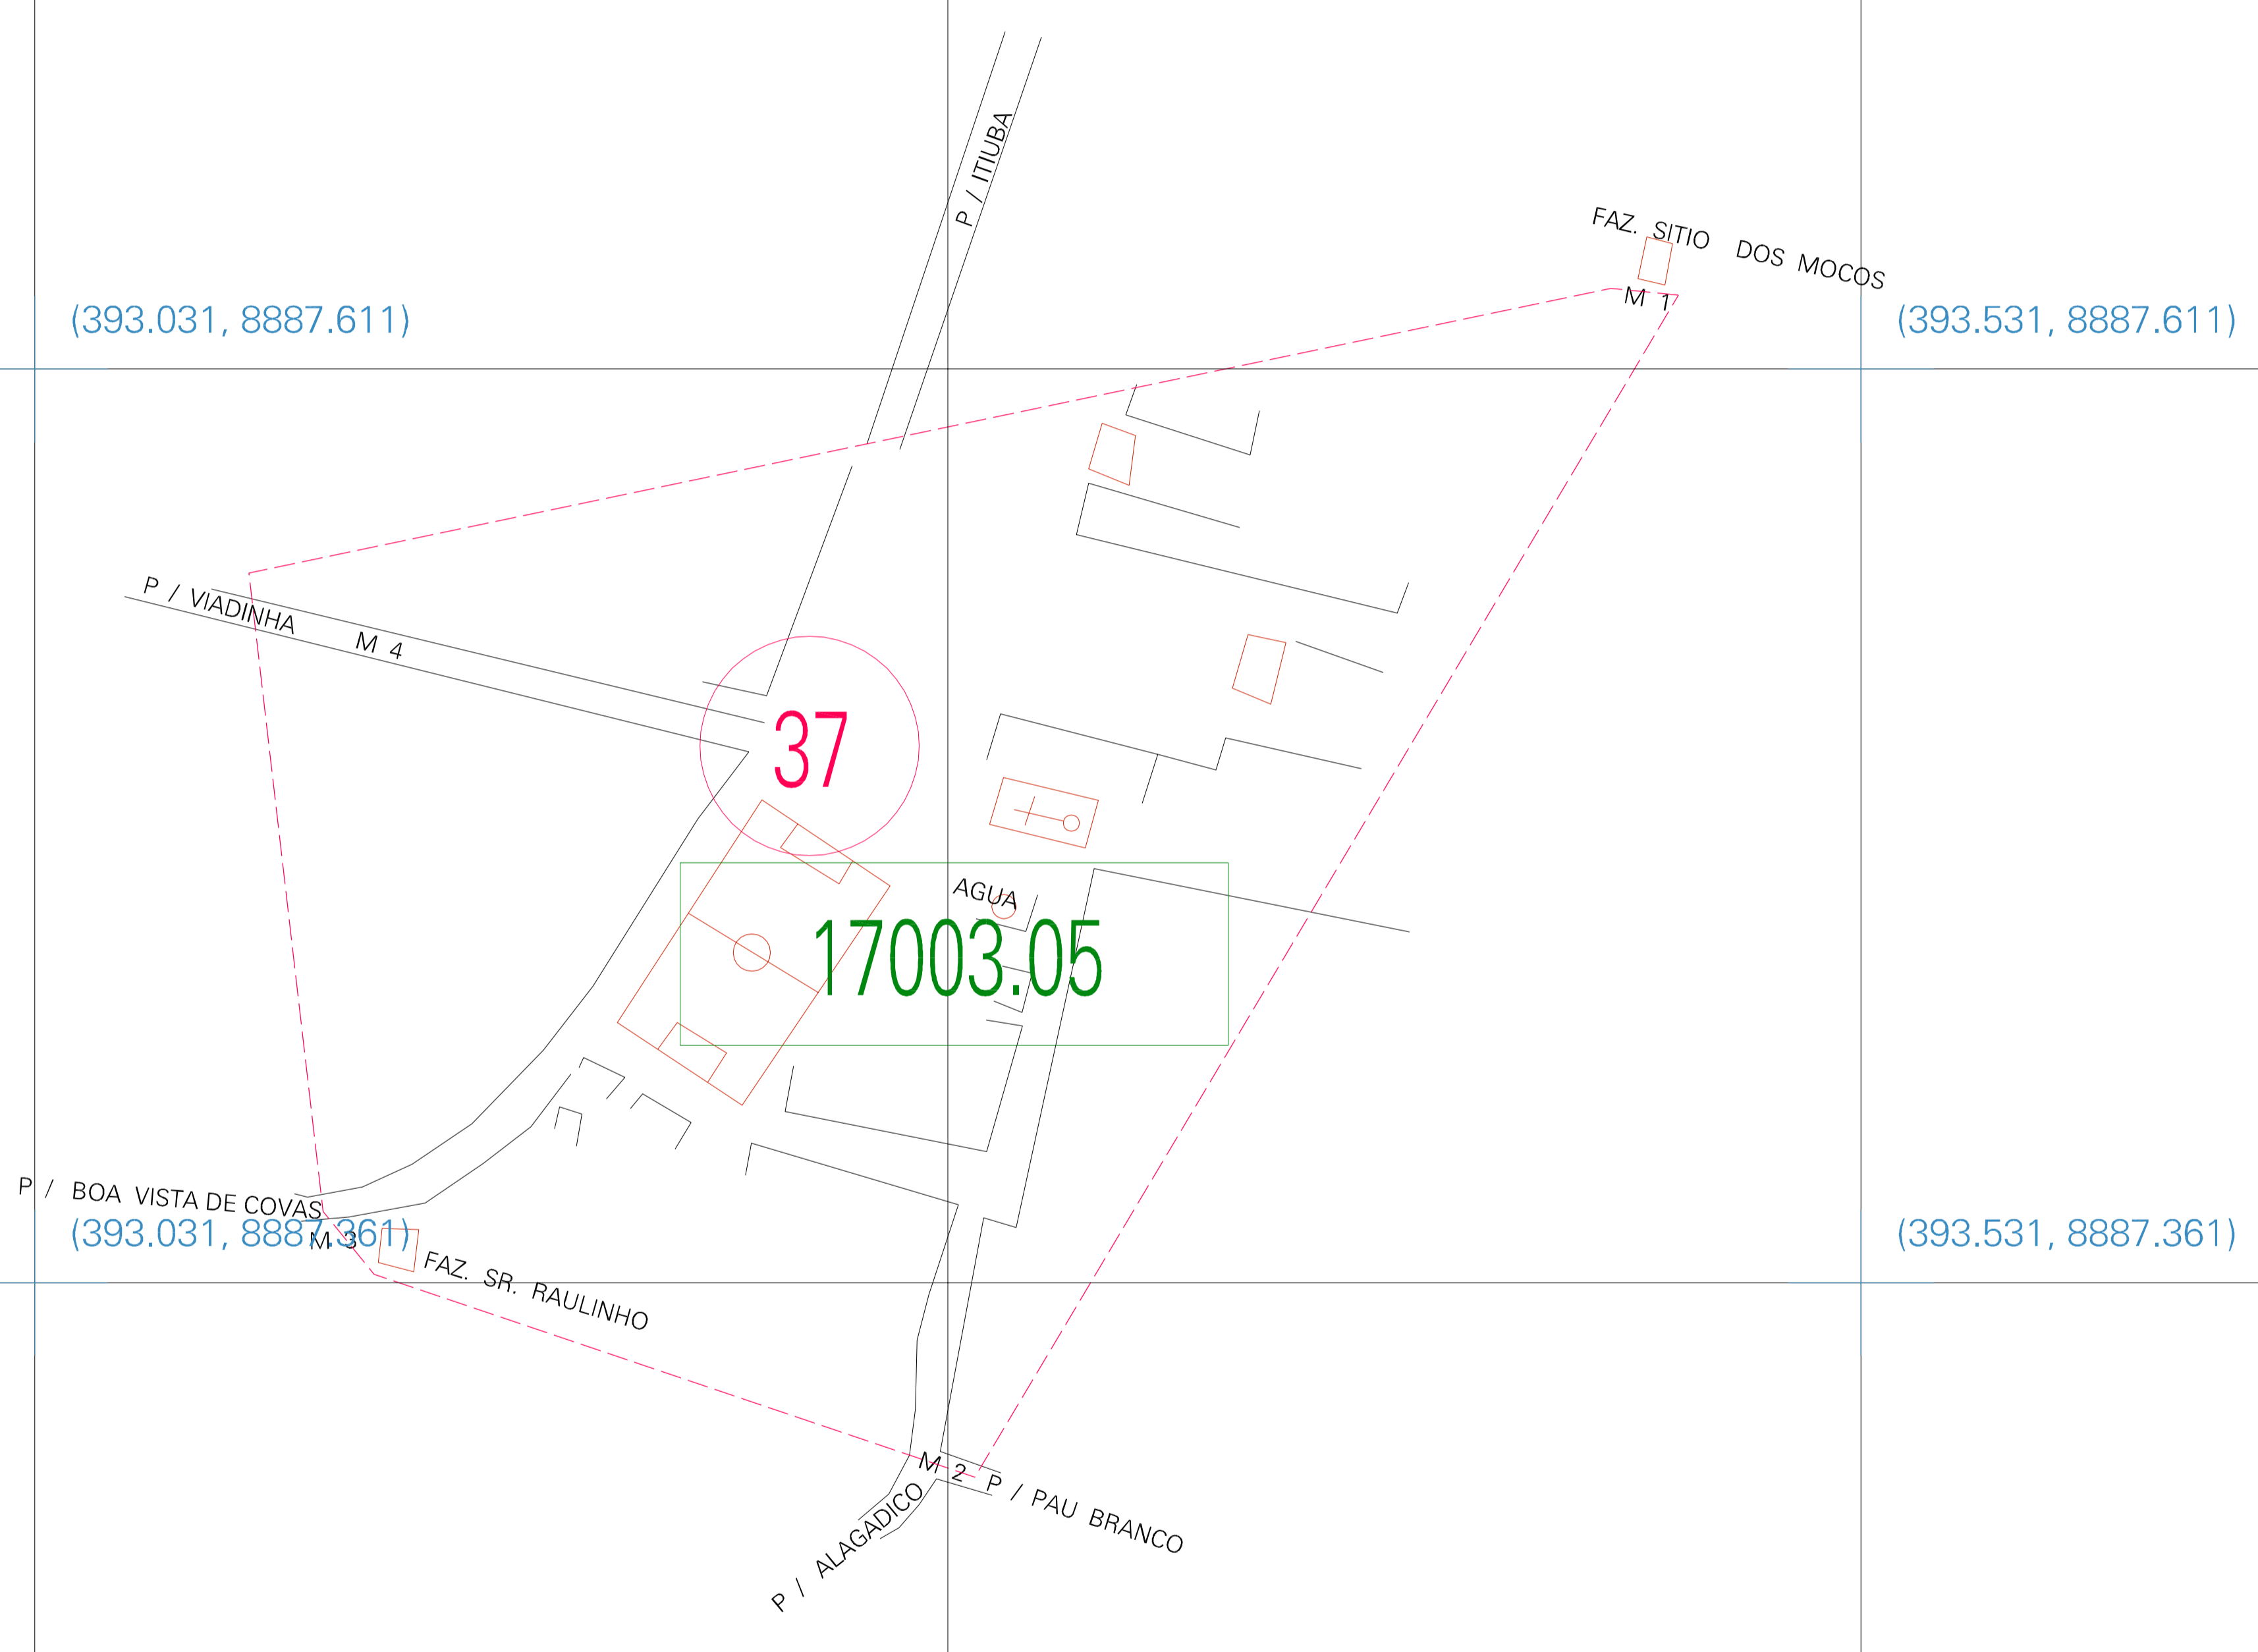 P / ITIUBA
FAZ. SITIO DOS MOCOS
M 1
(393.031, 8887.611)
(393.531, 8887.611)
P / VIADINHA
M 4
37
AGUA
17003.05
P / BOA VISTA DE COVAS
(393.031, 8887.361)
M 3
(393.531, 8887.361)
FAZ. SR. RAULINHO
M 2
P / PAU BRANCO
P / ALAGADICO